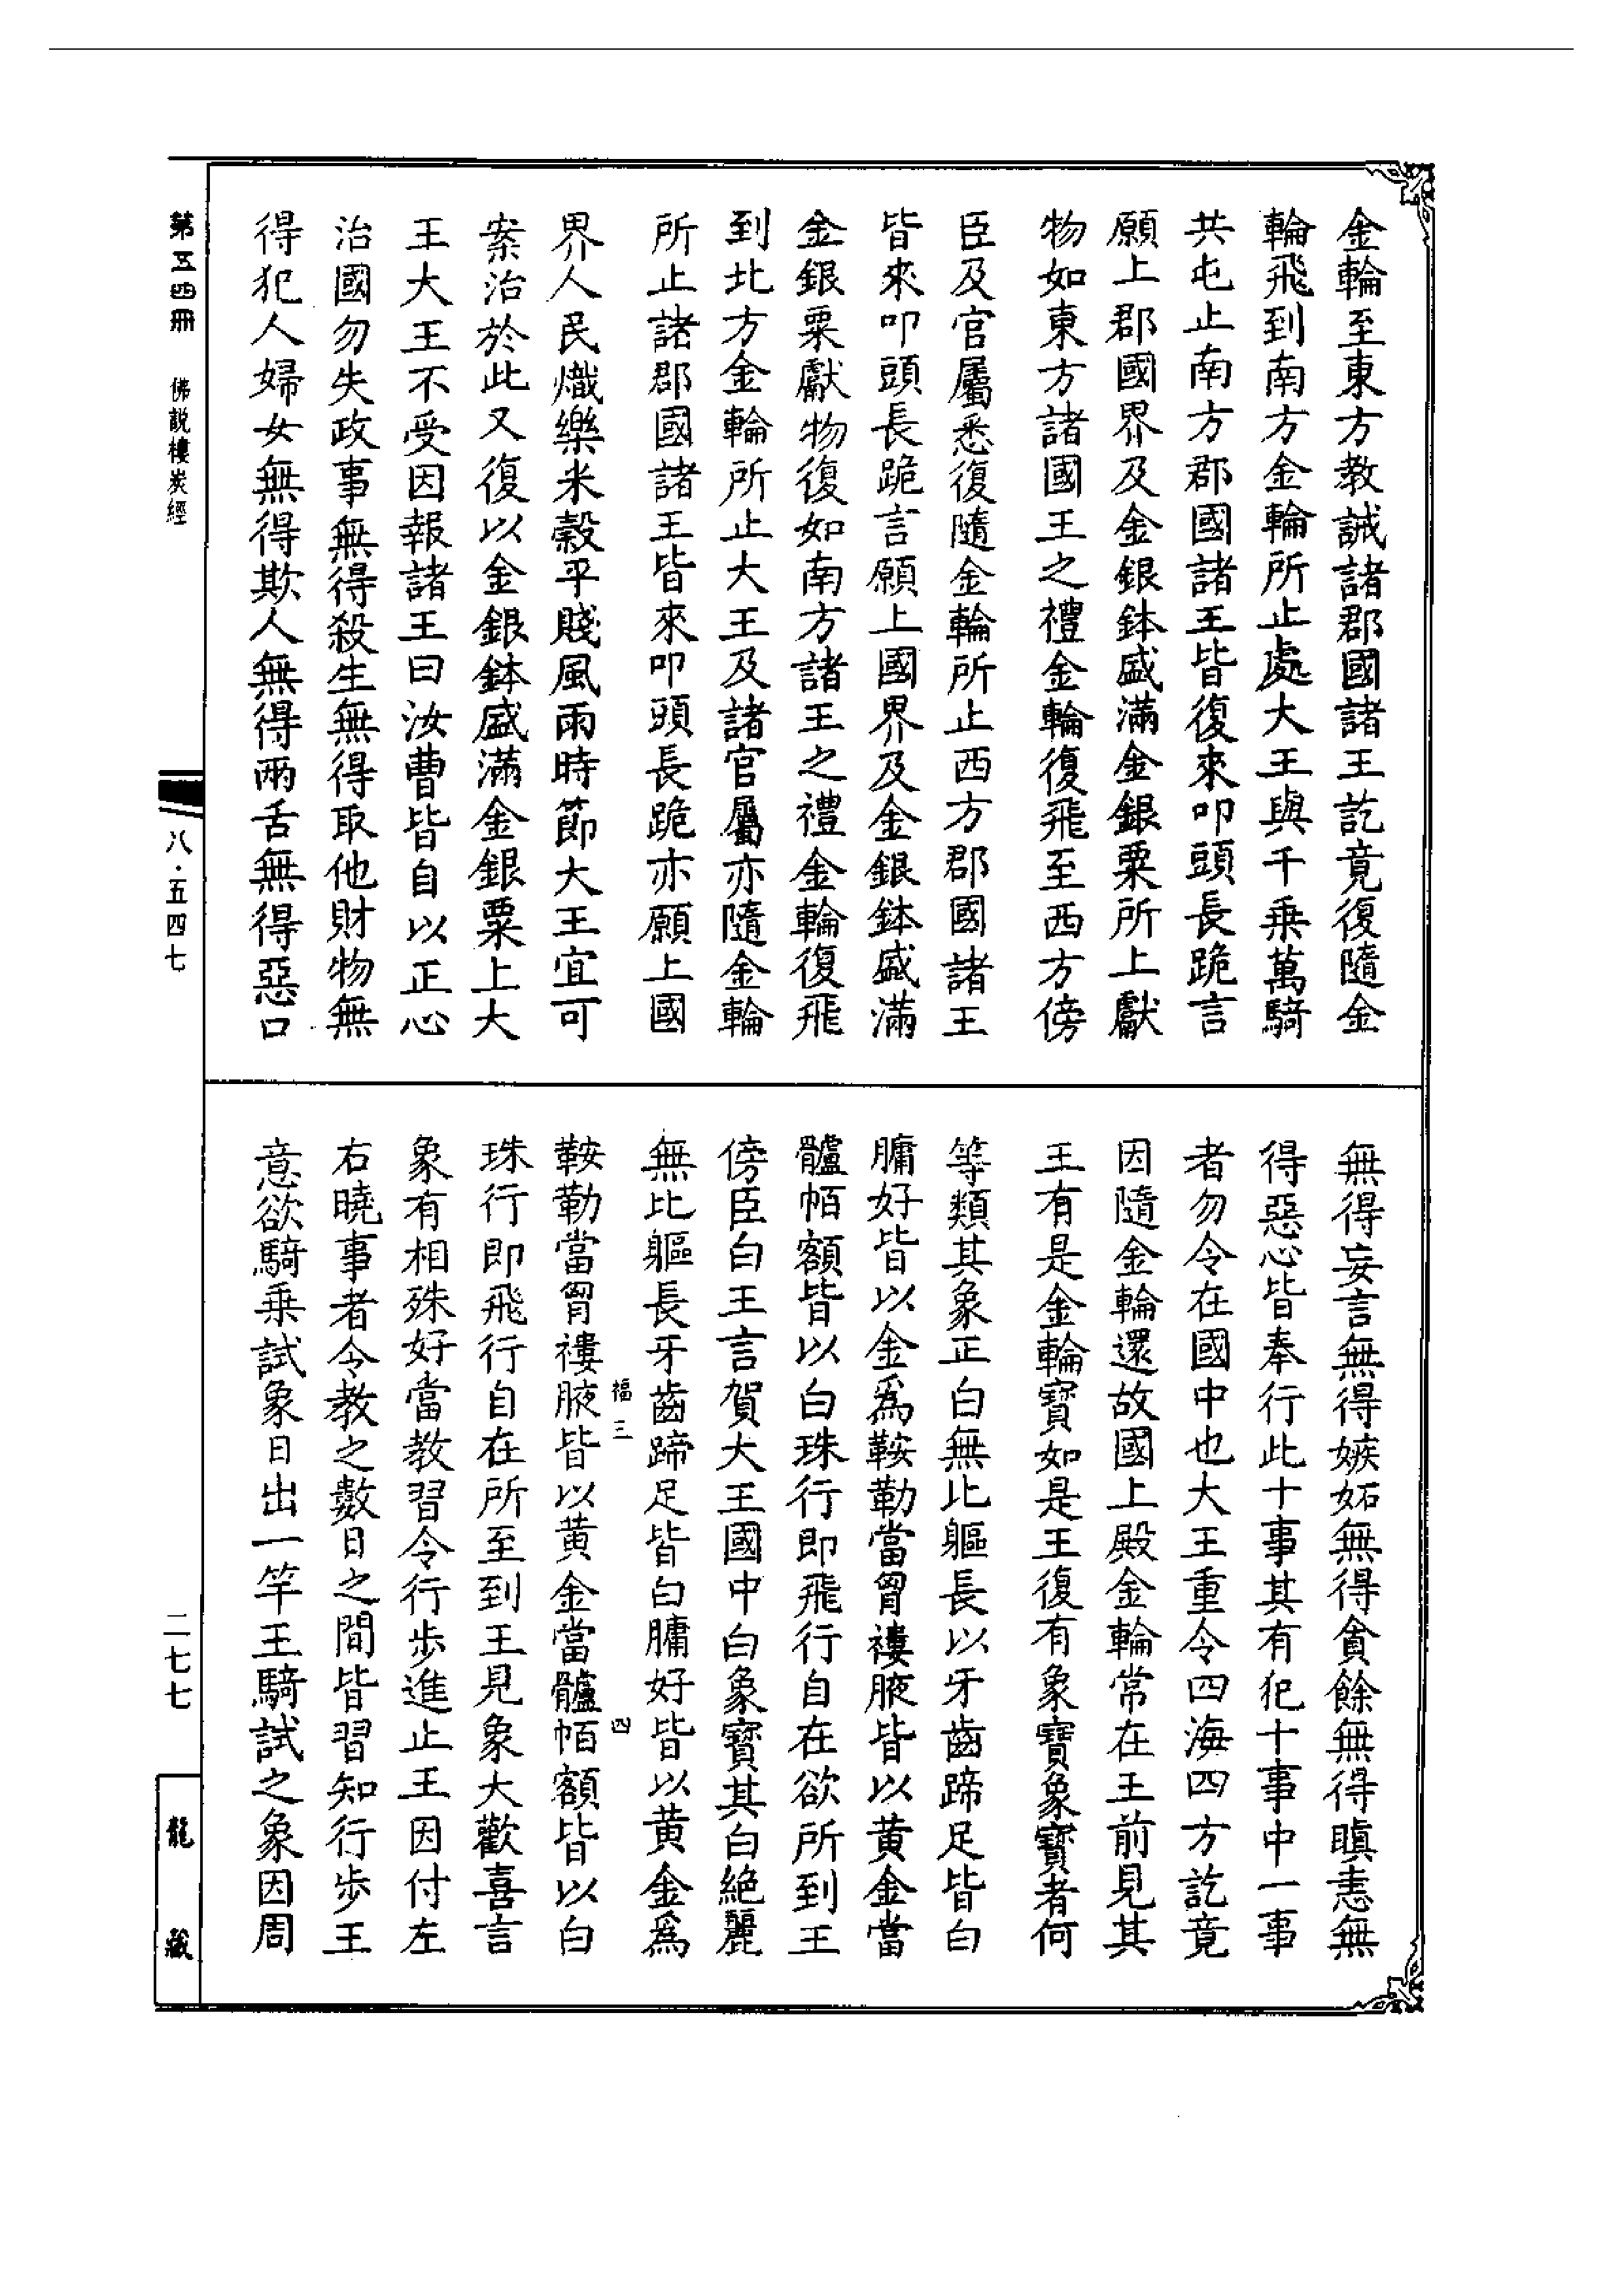 金輪至東方教誡諸郡國諸王訖竟復隨金
輪飛到南方金輪所止處大王與千乗萬騎
共屯止南方郡國諸王皆復來叩頭長跪言
願上郡國界及金銀鉢盛滿金銀粟所上獻
物如東方諸國王之禮金輪復飛至西方傍
臣及官屬悉復隨金輪所止西方郡國諸王
皆來叩頭長跪言願上國界及金銀鉢盛滿
金銀粟獻物復如南方諸王之禮金輪復飛
到北方金輪所止大王及諸官屬亦隨金輪
所止諸郡國諸王皆來叩頭長跪亦願上國
界人民熾樂米穀平賤風雨時節大王宜可
案治於此又復以金銀鉢盛滿金銀粟上大
王大王不受因報諸王曰汝曹皆自以正心
治國勿失政事無得殺生無得取他財物無
得犯人婦女無得欺人無得兩舌無得惡口
無得妄言無得嫉妬無得貪餘無得瞋恚無
得惡心皆奉行此十事其有犯十事中一事
者勿令在國中也大王重令四海四方訖竟
因隨金輪還故國上殿金輪常在王前見其
王有是金輪寶如是王復有象寶象寶者何
等類其象正白無比軀長以牙齒蹄足皆白
膅好皆以金爲鞍勒當胷褸腋皆以黄金當
髗帞額皆以白珠行即飛行自在欲所到王
傍臣白王言賀大王國中白象寶其白絶麗
無比軀長牙齒蹄足皆白膅好皆以黄金爲
鞍勒當胷褸腋皆以黄金當髗帞額皆以白
福三
四
珠行即飛行行自在所至到王見象大歡喜言
象有相殊好當教習令行步進止王因付左
右曉事者令教之數日之間皆習知行步王
意欲騎乗試象日出一竿王騎試之象因周
第五四冊
佛説樓炭經
八·五四七
二七七
龍藏